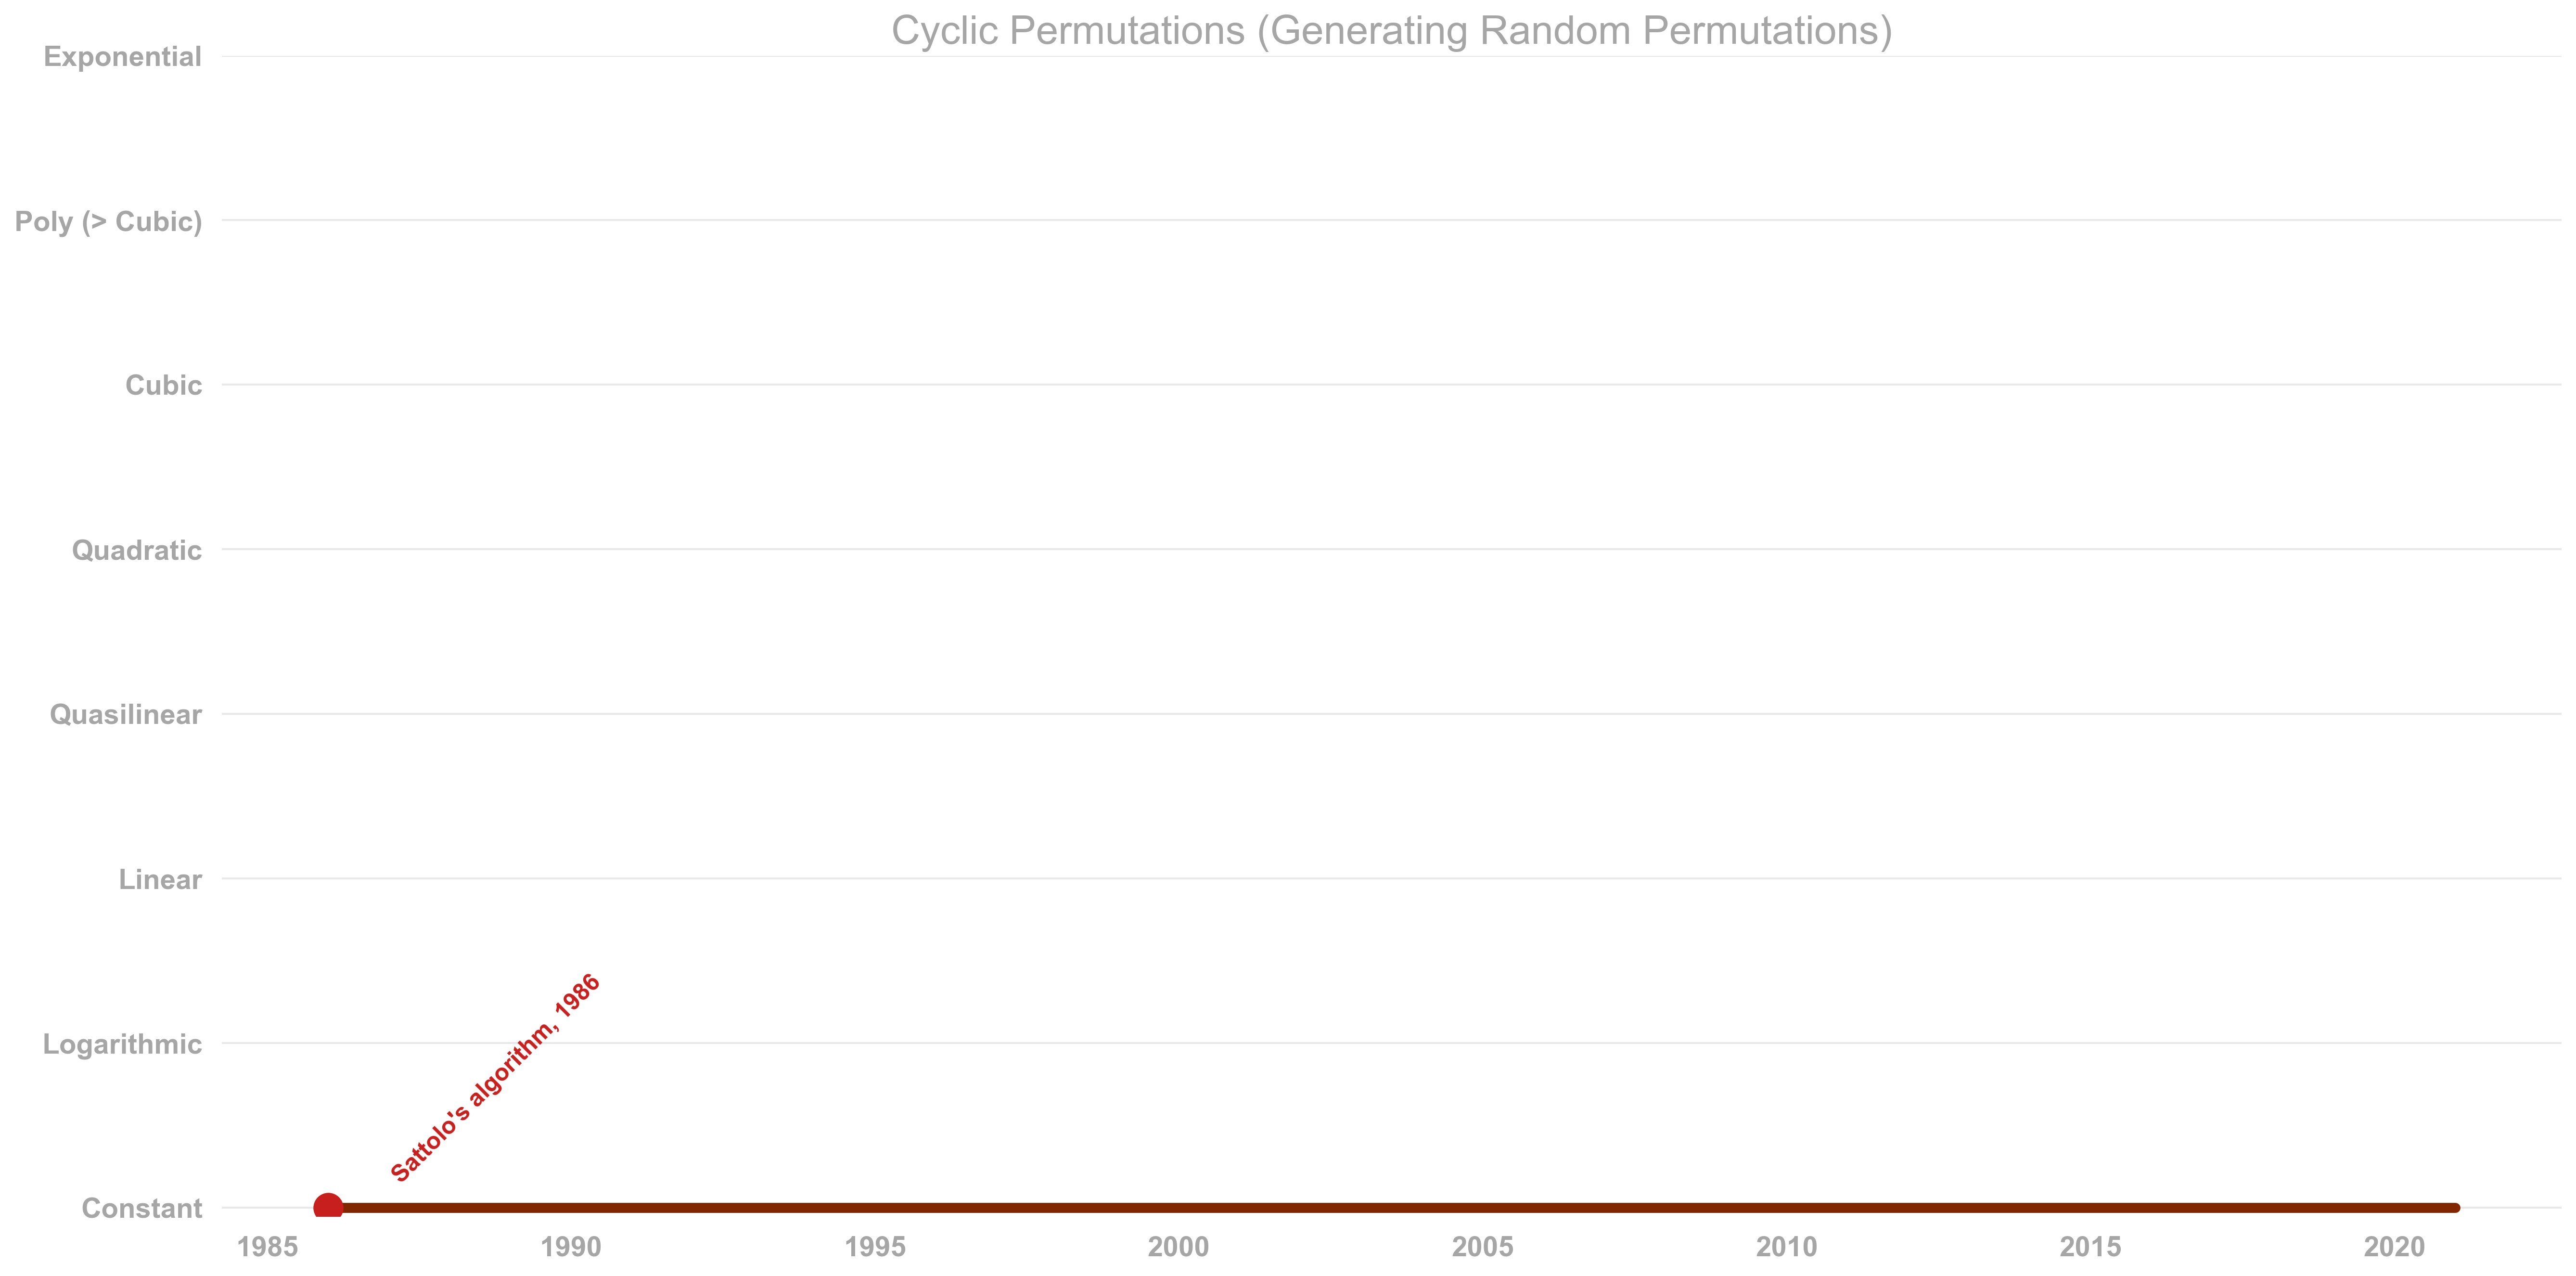 Cyclic Permutations (Generating Random Permutations)
Exponential
Poly (> Cubic)
Cubic
Quadratic
Quasilinear
Linear
Logarithmic
Constant
Sattolo's algorithm, 1986
1985
1990
1995
2000
2005
2010
2015
2020